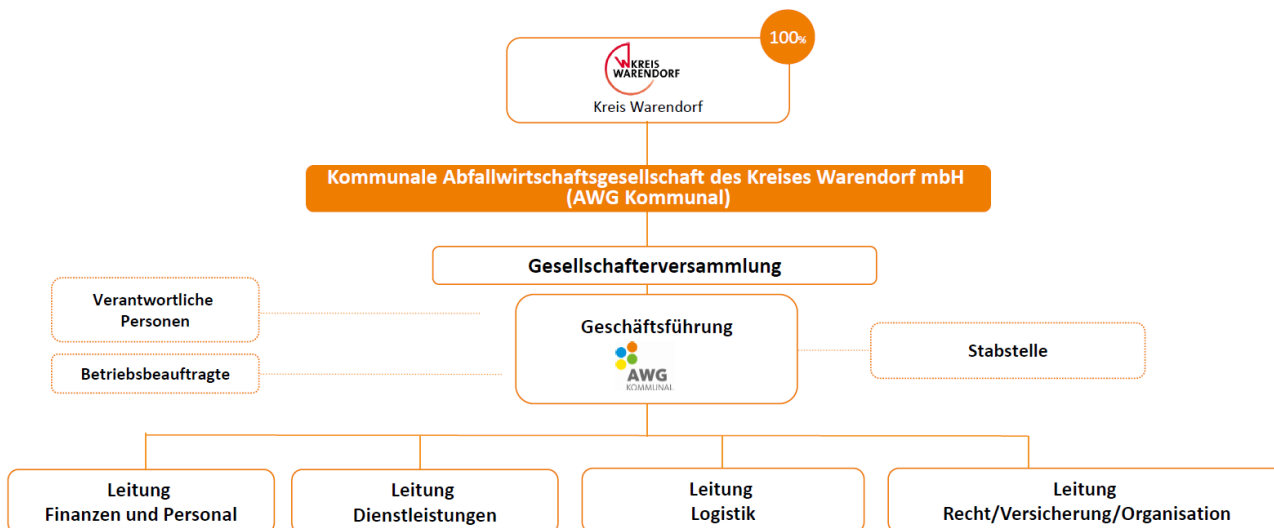 100%
KREIS
WARENDORF
Kreis Warendorf
Kommunale Abfallwirtschaftsgesellschaft des Kreises Warendorf mbH
(AWG Kommunal)
Gesellschafterversammlung
Verantwortliche
Personen
Geschäftsführung
AWG
KOMMUNAL
Stabstelle
Betriebsbeauftragte
Leitung
Finanzen und Personal
Leitung
Dienstleistungen
Leitung
Logistik
Leitung
Recht/Versicherung/Organisation